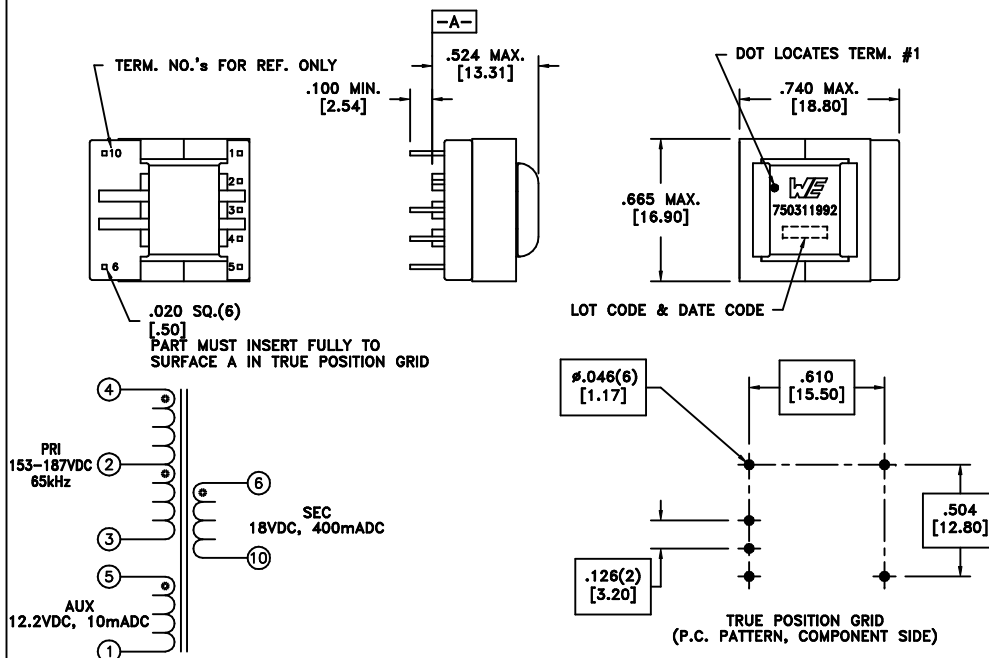 -A-
TERM. NO.'s FOR REF. ONLY
.524 MAX.
[13.31]
DOT LOCATES TERM. #1
.100 MIN.
[2.54]
.740 MAX.
[18.80]
10
1
2
3
4
5
6
.665 MAX.
[16.90]
WE
750311992
LOT CODE & DATE CODE
.020 SQ.(6)
[.50]
PART MUST INSERT FULLY TO
SURFACE A IN TRUE POSITION GRID
ø.046(6)
[1.17]
.610
[15.50]
4
PRI
153-187VDC
65kHz
2
3
6
SEC
18VDC, 400mADC
10
.504
[12.80]
.126(2)
[3.20]
5
AUX
12.2VDC, 10mADC
1
TRUE POSITION GRID
(P.C. PATTERN, COMPONENT SIDE)